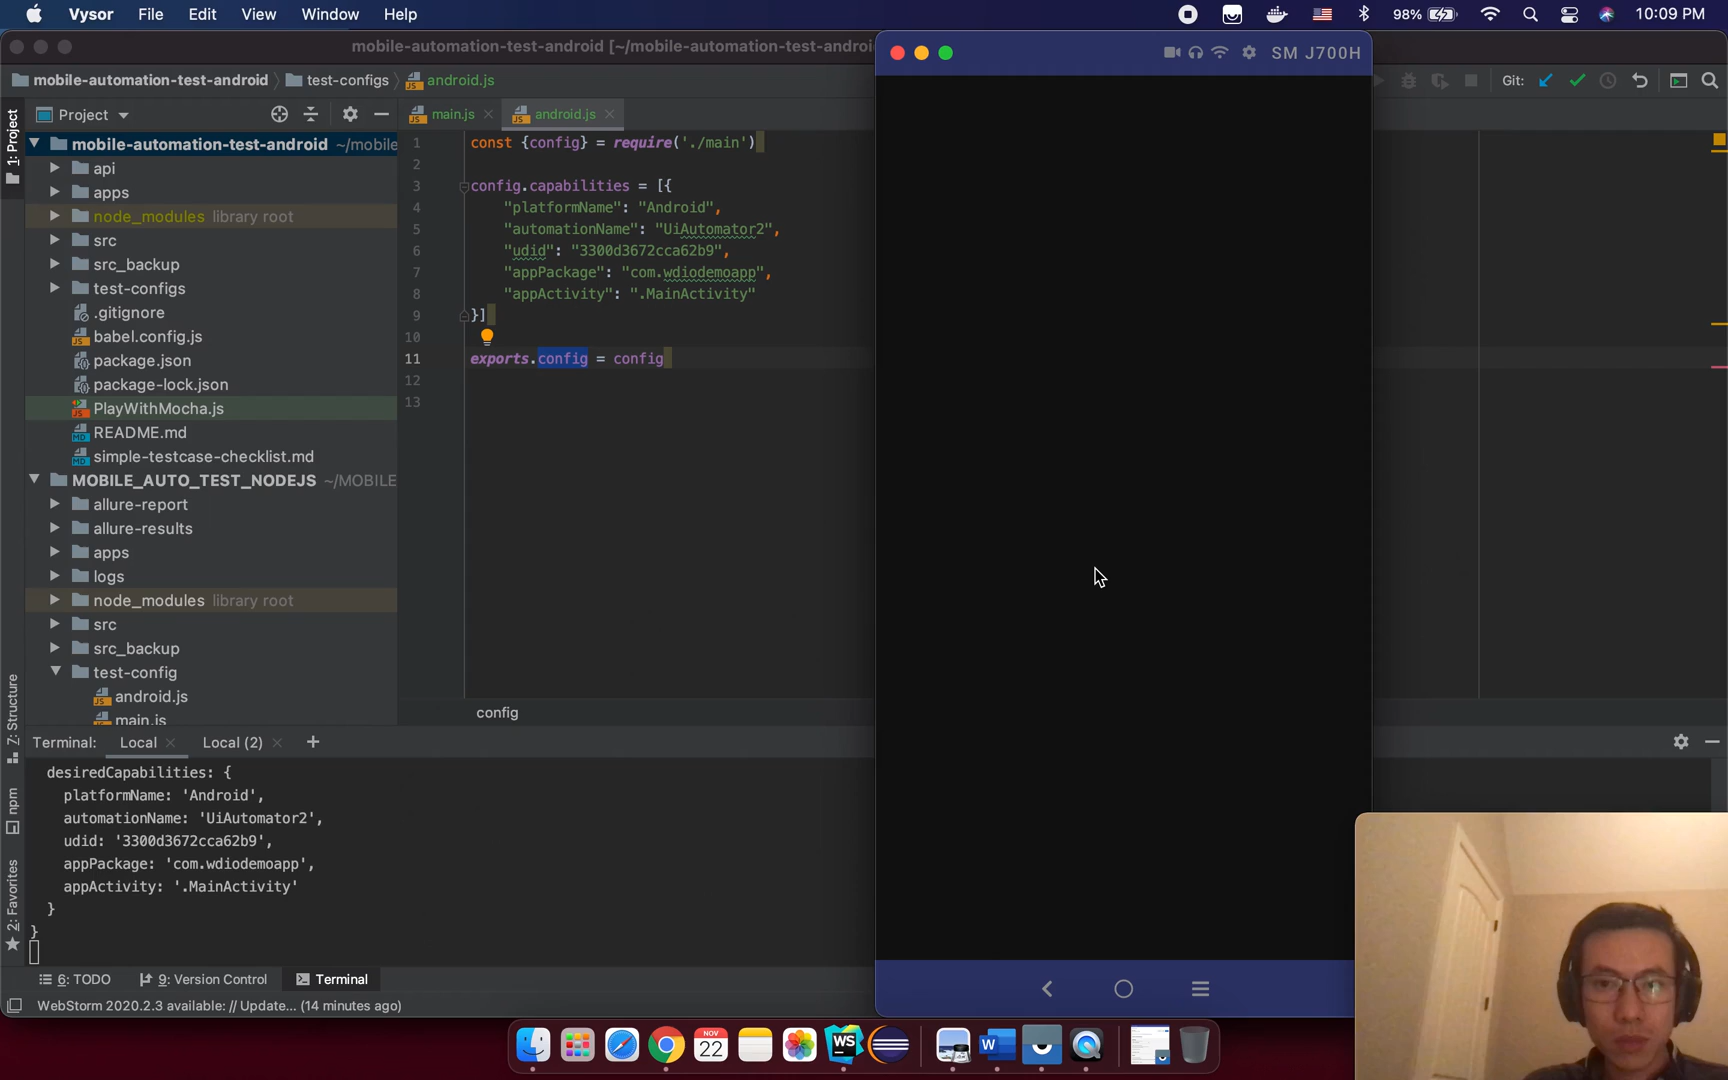 Vysor File Edit View Window Help
98% 10:09 PM
mobile-automation-test-android [~/mobile-automation-test-androi
SM J700H
mobile-automation-test-android test-configs android.js
Git:
1: Project
Project
main.js android.js
mobile-automation-test-android ~/mobile
api
apps
node_modules library root
src
src_backup
test-configs
.gitignore
babel.config.js
package.json
package-lock.json
PlayWithMocha.js
README.md
simple-testcase-checklist.md
MOBILE_AUTO_TEST_NODEJS ~/MOBILE
allure-report
allure-results
apps
logs
node_modules library root
src
src_backup
test-config
android.js
main.js
1 const {config} = require('./main')
2
3 config.capabilities = [{
4 "platformName": "Android",
5 "automationName": "UiAutomator2",
6 "udid": "3300d3672cca62b9",
7 "appPackage": "com.wdiodemoapp",
8 "appActivity": ".MainActivity"
9 }]
10
11 exports.config = config
12
13
config
7: Structure
npm
2: Favorites
Terminal: Local Local (2) +
desiredCapabilities: {
platformName: 'Android',
automationName: 'UiAutomator2',
udid: '3300d3672cca62b9',
appPackage: 'com.wdiodemoapp',
appActivity: '.MainActivity'
}
}
6: TODO 9: Version Control Terminal
WebStorm 2020.2.3 available: // Update... (14 minutes ago)
NOV
22
WS
W